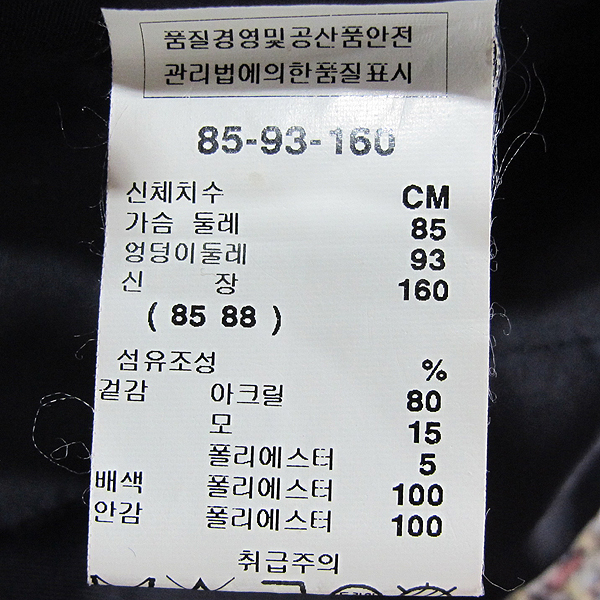 품질경영및공산품안전
관리법에의한품질표시
85-93-160
신체치수 CM
가슴 둘레 85
엉덩이둘레 93
신 장 160
( 85 88 )
섬유조성 %
겉감 아크릴 80
모 15
폴리에스터 5
배색 폴리에스터 100
안감 폴리에스터 100
취급주의